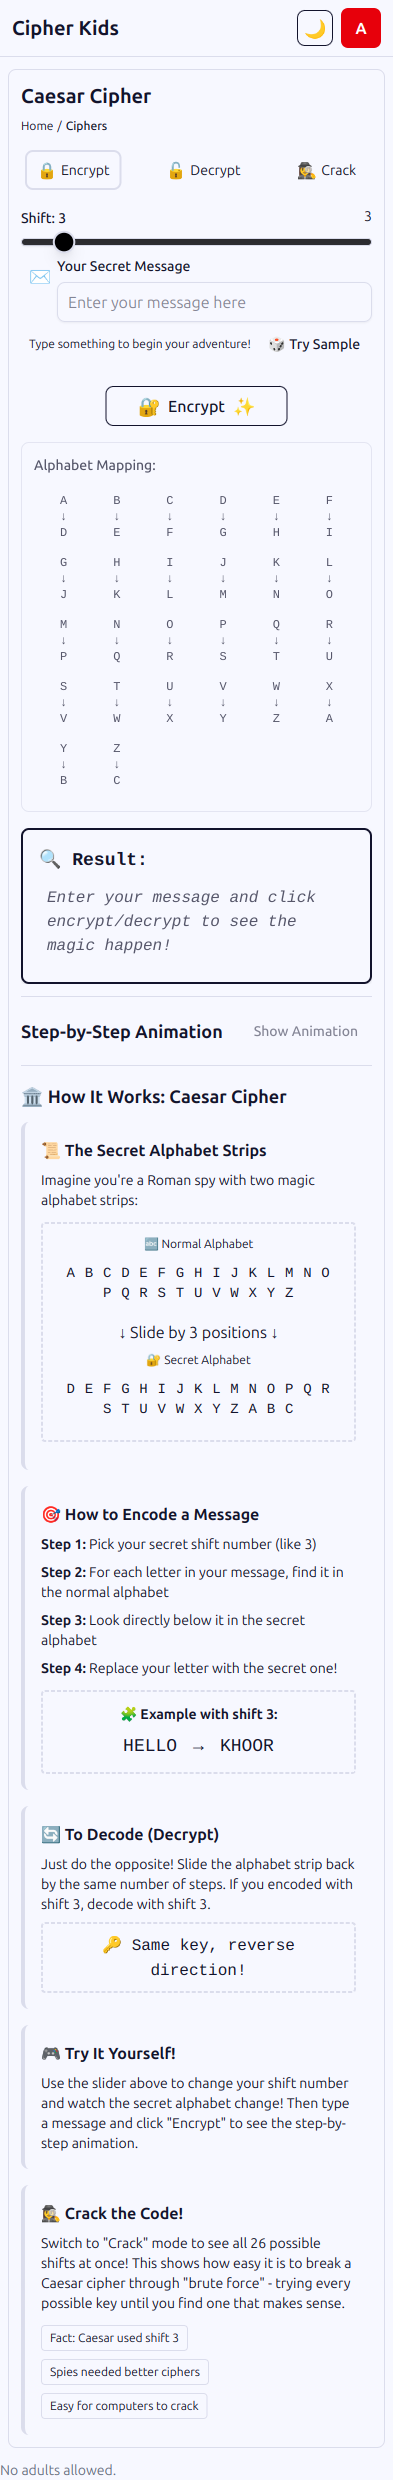 Cipher Kids
🌙
A
Caesar Cipher
Home / Ciphers
🔒 Encrypt 🔓 Decrypt 🕵️ Crack
Shift: 3 3
✉️ Your Secret Message
Enter your message here
Type something to begin your adventure! 🎲 Try Sample
🔐 Encrypt ✨
Alphabet Mapping:
A B C D E F
↓ ↓ ↓ ↓ ↓ ↓
D E F G H I
G H I J K L
↓ ↓ ↓ ↓ ↓ ↓
J K L M N O
M N O P Q R
↓ ↓ ↓ ↓ ↓ ↓
P Q R S T U
S T U V W X
↓ ↓ ↓ ↓ ↓ ↓
V W X Y Z A
Y Z
↓ ↓
B C
🔍 Result:
Enter your message and click
encrypt/decrypt to see the
magic happen!
Step-by-Step Animation Show Animation
🏛️ How It Works: Caesar Cipher
📜 The Secret Alphabet Strips
Imagine you're a Roman spy with two magic
alphabet strips:
🔤 Normal Alphabet
A B C D E F G H I J K L M N O
P Q R S T U V W X Y Z
↓ Slide by 3 positions ↓
🔐 Secret Alphabet
D E F G H I J K L M N O P Q R
S T U V W X Y Z A B C
🎯 How to Encode a Message
Step 1: Pick your secret shift number (like 3)
Step 2: For each letter in your message, find it in
the normal alphabet
Step 3: Look directly below it in the secret
alphabet
Step 4: Replace your letter with the secret one!
🧩 Example with shift 3:
HELLO → KHOOR
🔄 To Decode (Decrypt)
Just do the opposite! Slide the alphabet strip back
by the same number of steps. If you encoded with
shift 3, decode with shift 3.
🔑 Same key, reverse
direction!
🎮 Try It Yourself!
Use the slider above to change your shift number
and watch the secret alphabet change! Then type
a message and click "Encrypt" to see the step-by-
step animation.
🕵️ Crack the Code!
Switch to "Crack" mode to see all 26 possible
shifts at once! This shows how easy it is to break a
Caesar cipher through "brute force" - trying every
possible key until you find one that makes sense.
Fact: Caesar used shift 3
Spies needed better ciphers
Easy for computers to crack
No adults allowed.